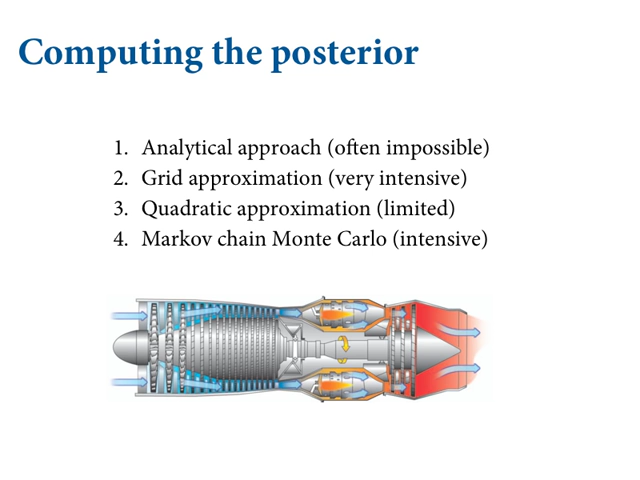 Computing the posterior
1. Analytical approach (often impossible)
2. Grid approximation (very intensive)
3. Quadratic approximation (limited)
4. Markov chain Monte Carlo (intensive)